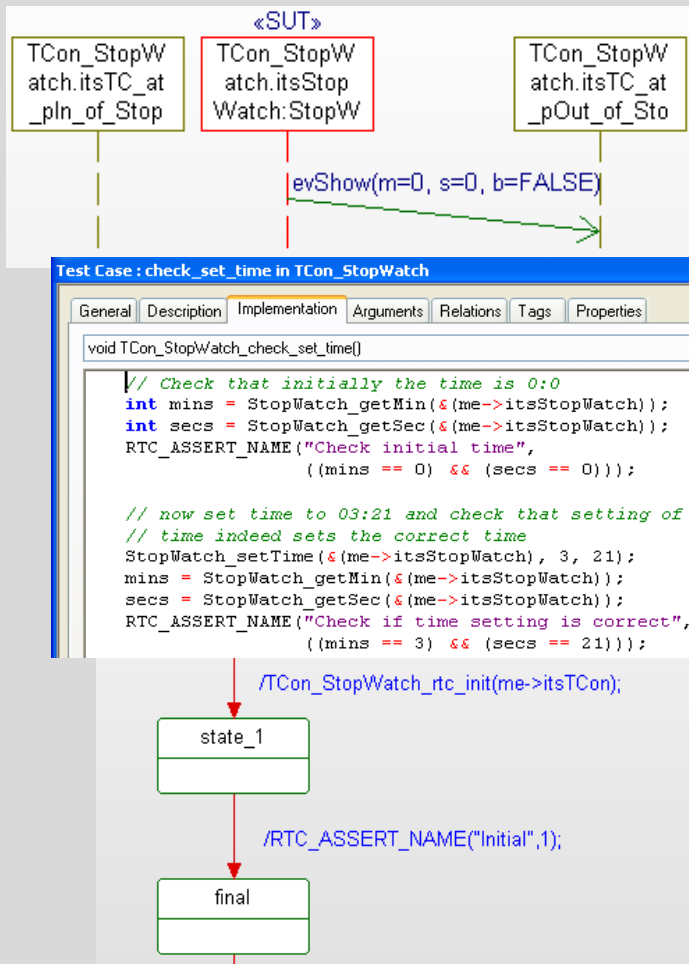 «SUT»
TCon_StopW
atch.itsTC_at
_pIn_of_Stop
TCon_StopW
atch.itsStop
Watch:StopW
TCon_StopW
atch.itsTC_at
_pOut_of_Sto
evShow(m=0, s=0, b=FALSE)
Test Case : check_set_time in TCon_StopWatch
General Description Implementation Arguments Relations Tags Properties
void TCon_StopWatch_check_set_time()
// Check that initially the time is 0:0
int mins = StopWatch_getMin(&(me->itsStopWatch));
int secs = StopWatch_getSec(&(me->itsStopWatch));
RTC_ASSERT_NAME("Check initial time",
((mins == 0) && (secs == 0)));
// now set time to 03:21 and check that setting of
// time indeed sets the correct time
StopWatch_setTime(&(me->itsStopWatch), 3, 21);
mins = StopWatch_getMin(&(me->itsStopWatch));
secs = StopWatch_getSec(&(me->itsStopWatch));
RTC_ASSERT_NAME("Check if time setting is correct",
((mins == 3) && (secs == 21)));
/TCon_StopWatch_rtc_init(me->itsTCon);
state_1
/RTC_ASSERT_NAME("Initial",1);
final